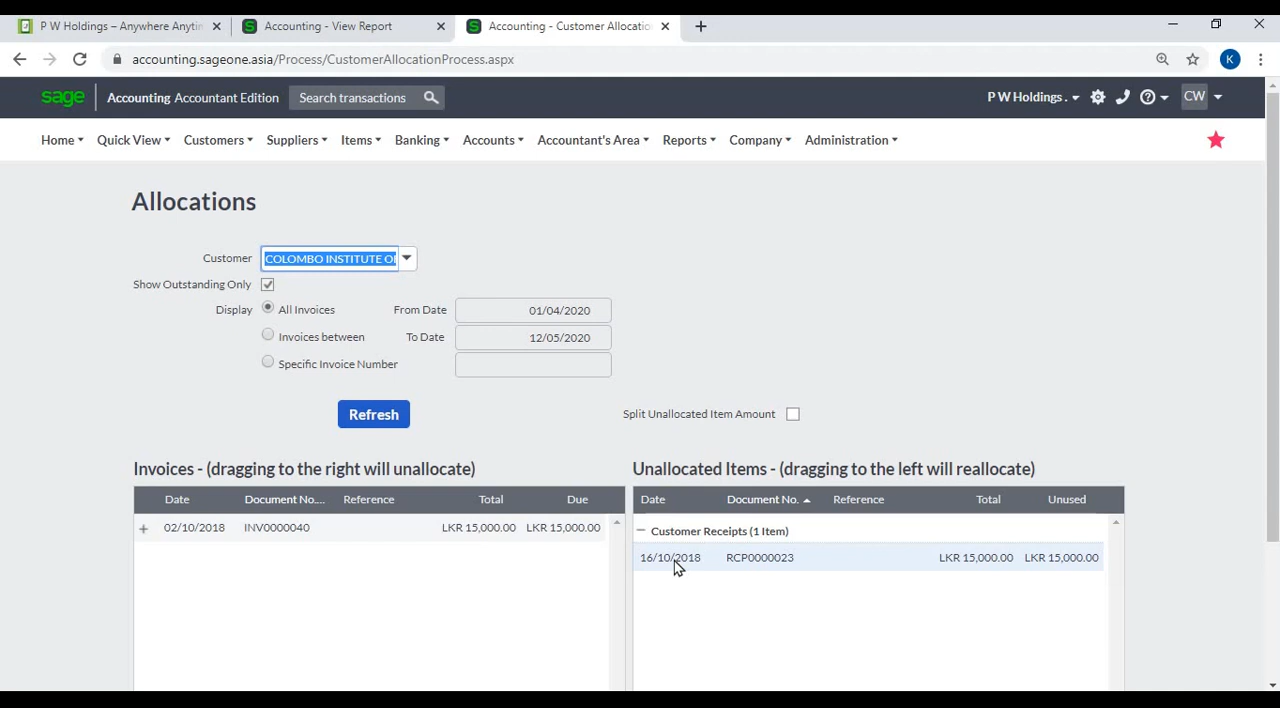 P W Holdings – Anywhere Anytin
Accounting - View Report
Accounting - Customer Allocatio
accounting.sageone.asia/Process/CustomerAllocationProcess.aspx
K
sage
Accounting Accountant Edition
Search transactions
P W Holdings .
CW
Home
Quick View
Customers
Suppliers
Items
Banking
Accounts
Accountant's Area
Reports
Company
Administration
Allocations
Customer
COLOMBO INSTITUTE OF
Show Outstanding Only
Display
All Invoices
From Date
01/04/2020
Invoices between
To Date
12/05/2020
Specific Invoice Number
Refresh
Split Unallocated Item Amount
Invoices - (dragging to the right will unallocate)
Date Document No.... Reference Total Due
02/10/2018 INV0000040 LKR 15,000.00 LKR 15,000.00
Unallocated Items - (dragging to the left will reallocate)
Date Document No. Reference Total Unused
Customer Receipts (1 Item)
16/10/2018 RCP0000023 LKR 15,000.00 LKR 15,000.00